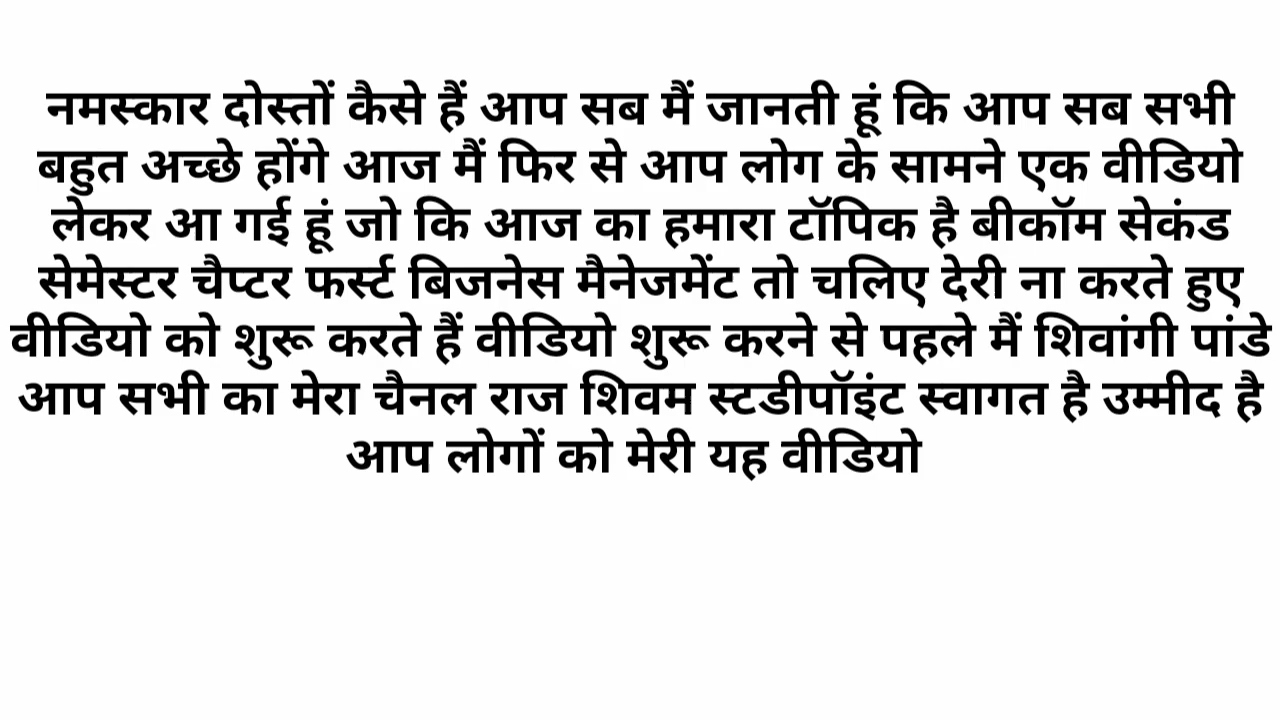 नमस्कार दोस्तों कैसे हैं आप सब मैं जानती हूं कि आप सब सभी
बहुत अच्छे होंगे आज मैं फिर से आप लोग के सामने एक वीडियो
लेकर आ गई हूं जो कि आज का हमारा टॉपिक है बीकॉम सेकंड
सेमेस्टर चैप्टर फर्स्ट बिजनेस मैनेजमेंट तो चलिए देरी ना करते हुए
वीडियो को शुरू करते हैं वीडियो शुरू करने से पहले मैं शिवांगी पांडे
आप सभी का मेरा चैनल राज शिवम स्टडीपॉइंट स्वागत है उम्मीद है
आप लोगों को मेरी यह वीडियो